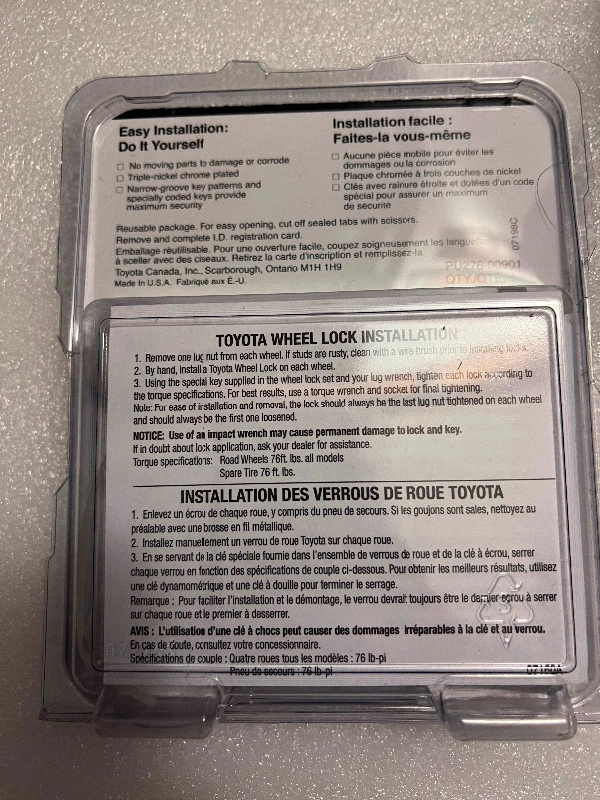 Easy Installation:
Do It Yourself
☐ No moving parts to damage or corrode
☐ Triple-nickel chrome plated
☐ Narrow-groove key patterns and
specially coded keys provide
maximum security
Installation facile :
Faites-la vous-même
☐ Aucune pièce mobile pour éviter les
dommages ou la corrosion
☐ Plaque chromée à trois couches de nickel
☐ Clés avec rainure étroite et dotées d'un code
spécial pour assurer un maximum
de sécurité
Reusable package. For easy opening, cut off sealed tabs with scissors.
Remove and complete I.D. registration card.
Emballage réutilisable. Pour une ouverture facile, coupez soigneusement les
à sceller avec des ciseaux. Retirez la carte d'inscription et remplissez-la.
Toyota Canada, Inc., Scarborough, Ontario M1H 1H9
Made in U.S.A. Fabriqué aux É.-U.
07198C
PU276-00901
TOYOTA WHEEL LOCK INSTALLATION
1. Remove one lug nut from each wheel. If studs are rusty, clean with a wire brush prior to installing locks.
2. By hand, install a Toyota Wheel Lock on each wheel.
3. Using the special key supplied in the wheel lock set and your lug wrench, tighten each lock according to
the torque specifications. For best results, use a torque wrench and socket for final tightening.
Note: For ease of installation and removal, the lock should always be the last lug nut tightened on each wheel
and should always be the first one loosened.
NOTICE: Use of an impact wrench may cause permanent damage to lock and key.
If in doubt about lock application, ask your dealer for assistance.
Torque specifications: Road Wheels 76ft. lbs. all models
Spare Tire 76 ft. lbs.
INSTALLATION DES VERROUS DE ROUE TOYOTA
1. Enlevez un écrou de chaque roue, y compris du pneu de secours. Si les goujons sont sales, nettoyez au
préalable avec une brosse en fil métallique.
2. Installez manuellement un verrou de roue Toyota sur chaque roue.
3. En se servant de la clé spéciale fournie dans l'ensemble de verrous de roue et de la clé à écrou, serrer
chaque verrou en fonction des spécifications de couple ci-dessous. Pour obtenir les meilleurs résultats, utilisez
une clé dynamométrique et une clé à douille pour terminer le serrage.
Remarque : Pour faciliter l'installation et le démontage, le verrou devrait toujours être le dernier écrou à serrer
sur chaque roue et le premier à desserrer.
AVIS : L'utilisation d'une clé à chocs peut causer des dommages irréparables à la clé et au verrou.
En cas de doute, consultez votre concessionnaire.
Spécifications de couple : Quatre roues tous les modèles : 76 lb-pi
Pneu de secours : 76 lb-pi
07160A